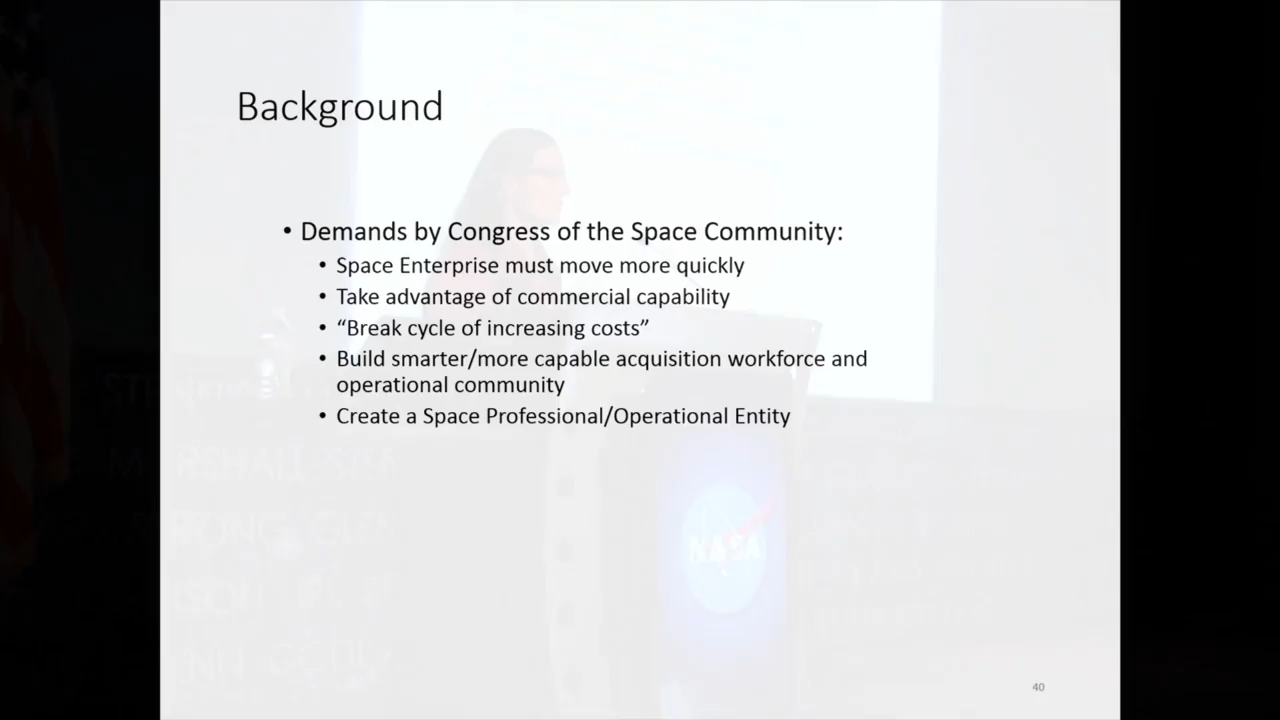 Background
• Demands by Congress of the Space Community:
• Space Enterprise must move more quickly
• Take advantage of commercial capability
• “Break cycle of increasing costs”
• Build smarter/more capable acquisition workforce and
operational community
• Create a Space Professional/Operational Entity
NASA
40